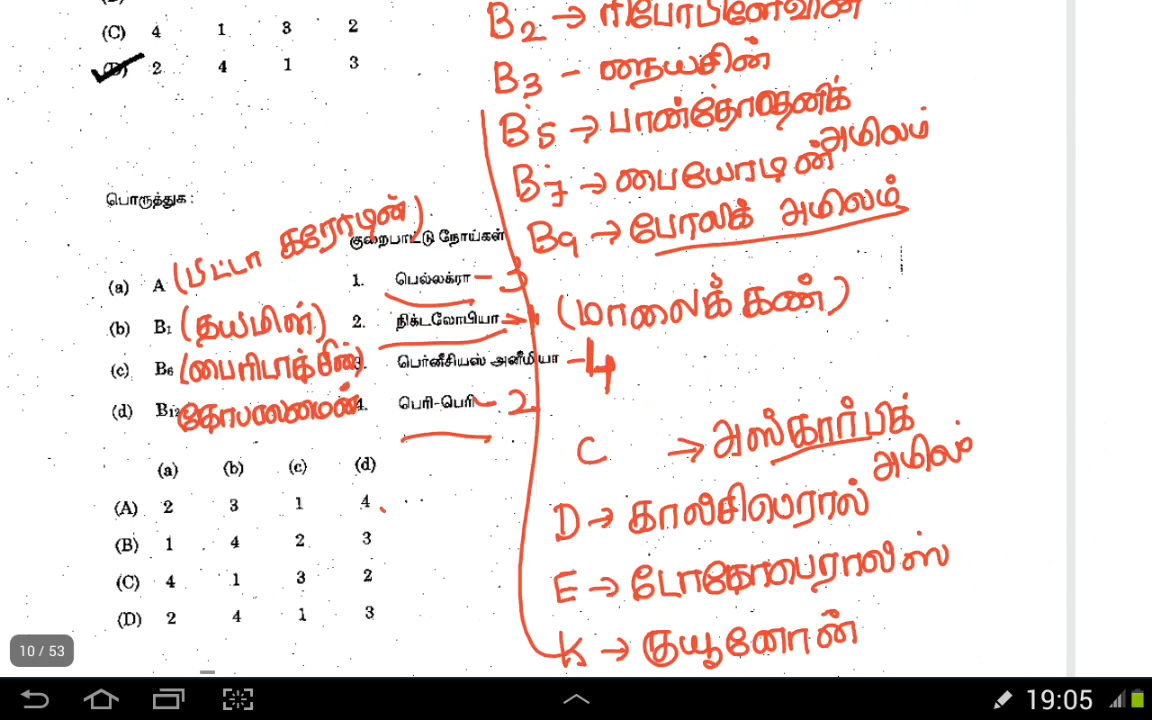 (C) 4 1 3 2
(D) 2 4 1 3
B2 → ரிபோபிளேவின்
B3 - நையசின்
B5 → பான்தோதெனிக் அமிலம்
B7 → பையோடின்
B9 → போலிக் அமிலம்
பொருத்துக :
குறைபாட்டு நோய்கள்
(a) A (பீட்டா கரோடின்) 1. பெல்லக்ரா – 3
(b) B1 (தயமின்) 2. நிக்டலோபியா → 1 (மாலைக் கண்)
(c) B6 (பைரிடாக்சின்) 3. பெர்னீசியஸ் அனீமியா – 4
(d) B12 கோபாலமைன் 4. பெரி-பெரி – 2
(a) (b) (c) (d)
(A) 2 3 1 4
(B) 1 4 2 3
(C) 4 1 3 2
(D) 2 4 1 3
C → அஸ்கார்பிக் அமிலம்
D → கால்சிபெரால்
E → டோகோபெரால்ஸ்
K → குயூனோன்
10 / 53
19:05